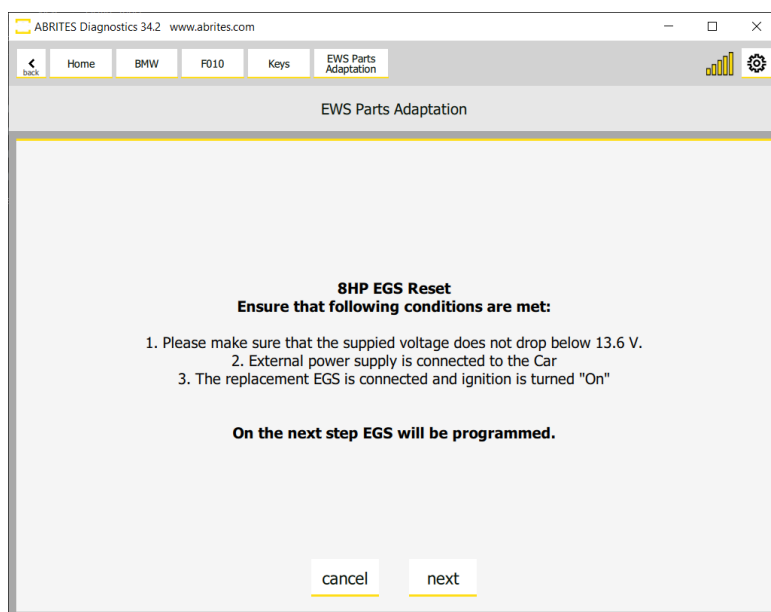 ABRITES Diagnostics 34.2 www.abrites.com
back
Home
BMW
F010
Keys
EWS Parts
Adaptation
EWS Parts Adaptation
8HP EGS Reset
Ensure that following conditions are met:
1. Please make sure that the suppied voltage does not drop below 13.6 V.
2. External power supply is connected to the Car
3. The replacement EGS is connected and ignition is turned "On"
On the next step EGS will be programmed.
cancel
next